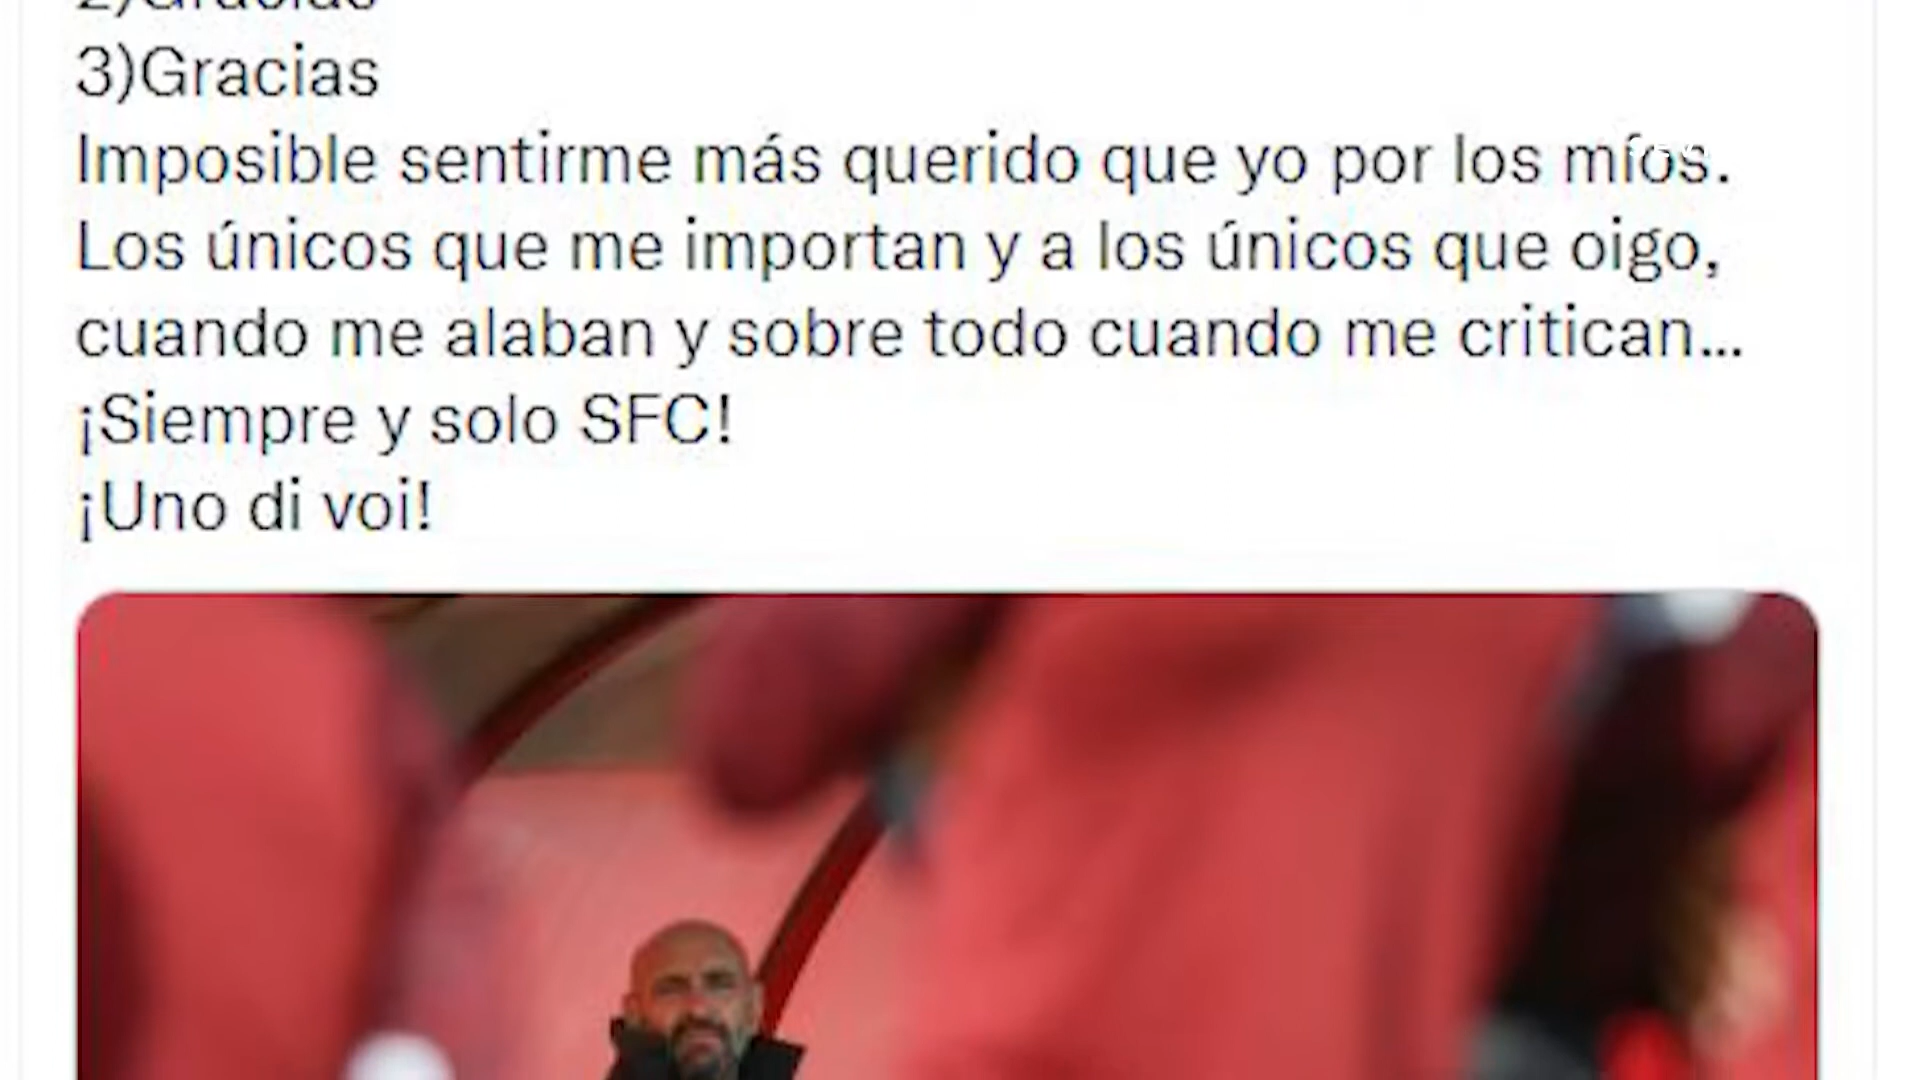 2)Gracias
3)Gracias
Imposible sentirme más querido que yo por los míos.
Los únicos que me importan y a los únicos que oigo,
cuando me alaban y sobre todo cuando me critican...
¡Siempre y solo SFC!
¡Uno di voi!